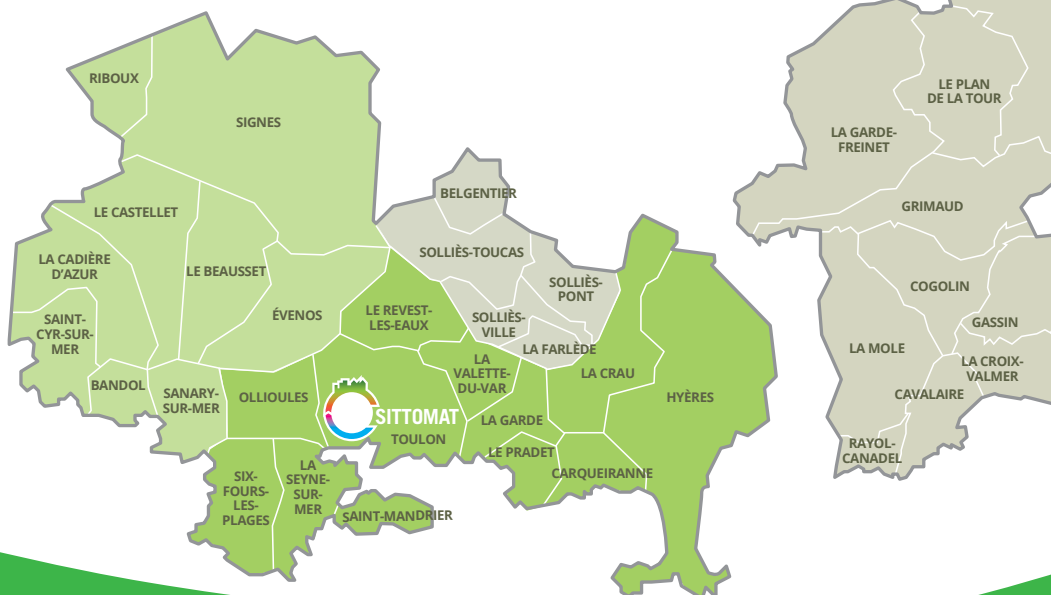 RIBOUX
SIGNES
LE CASTELLET
LA CADIÈRE
D'AZUR
LE BEAUSSET
SAINT-
CYR-SUR-
MER
ÉVENOS
BANDOL
SANARY-
SUR-MER
OLLIOULES
LE REVEST-
LES-EAUX
BELGENTIER
SOLLIÈS-TOUCAS
SOLLIÈS-
PONT
SOLLIÈS-
VILLE
LA FARLÈDE
LA
VALETTE-
DU-VAR
LA CRAU
HYÈRES
SITTOMAT
TOULON
LA GARDE
LE PRADET
CARQUEIRANNE
SIX-
FOURS-
LES-
PLAGES
LA
SEYNE-
SUR-
MER
SAINT-MANDRIER
LE PLAN
DE LA TOUR
LA GARDE-
FREINET
GRIMAUD
COGOLIN
GASSIN
LA MOLE
LA CROIX-
VALMER
CAVALAIRE
RAYOL-
CANADEL